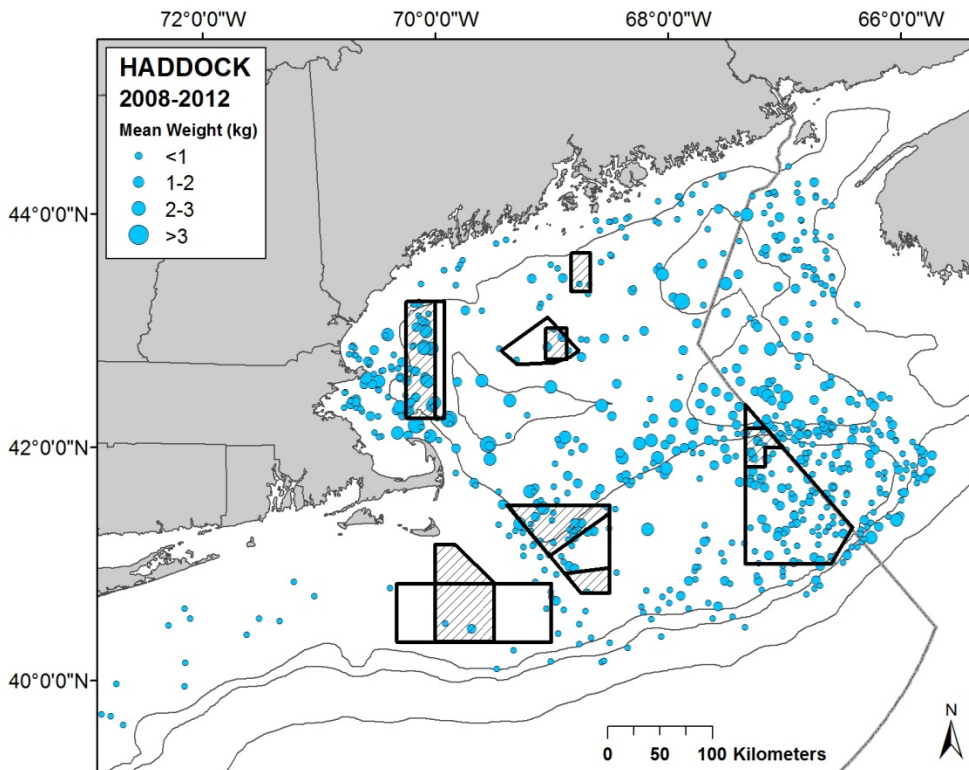 72°0'0"W 70°0'0"W 68°0'0"W 66°0'0"W
HADDOCK
2008-2012
Mean Weight (kg)
<1
1-2
2-3
>3
44°0'0"N
42°0'0"N
40°0'0"N
N
0 50 100 Kilometers